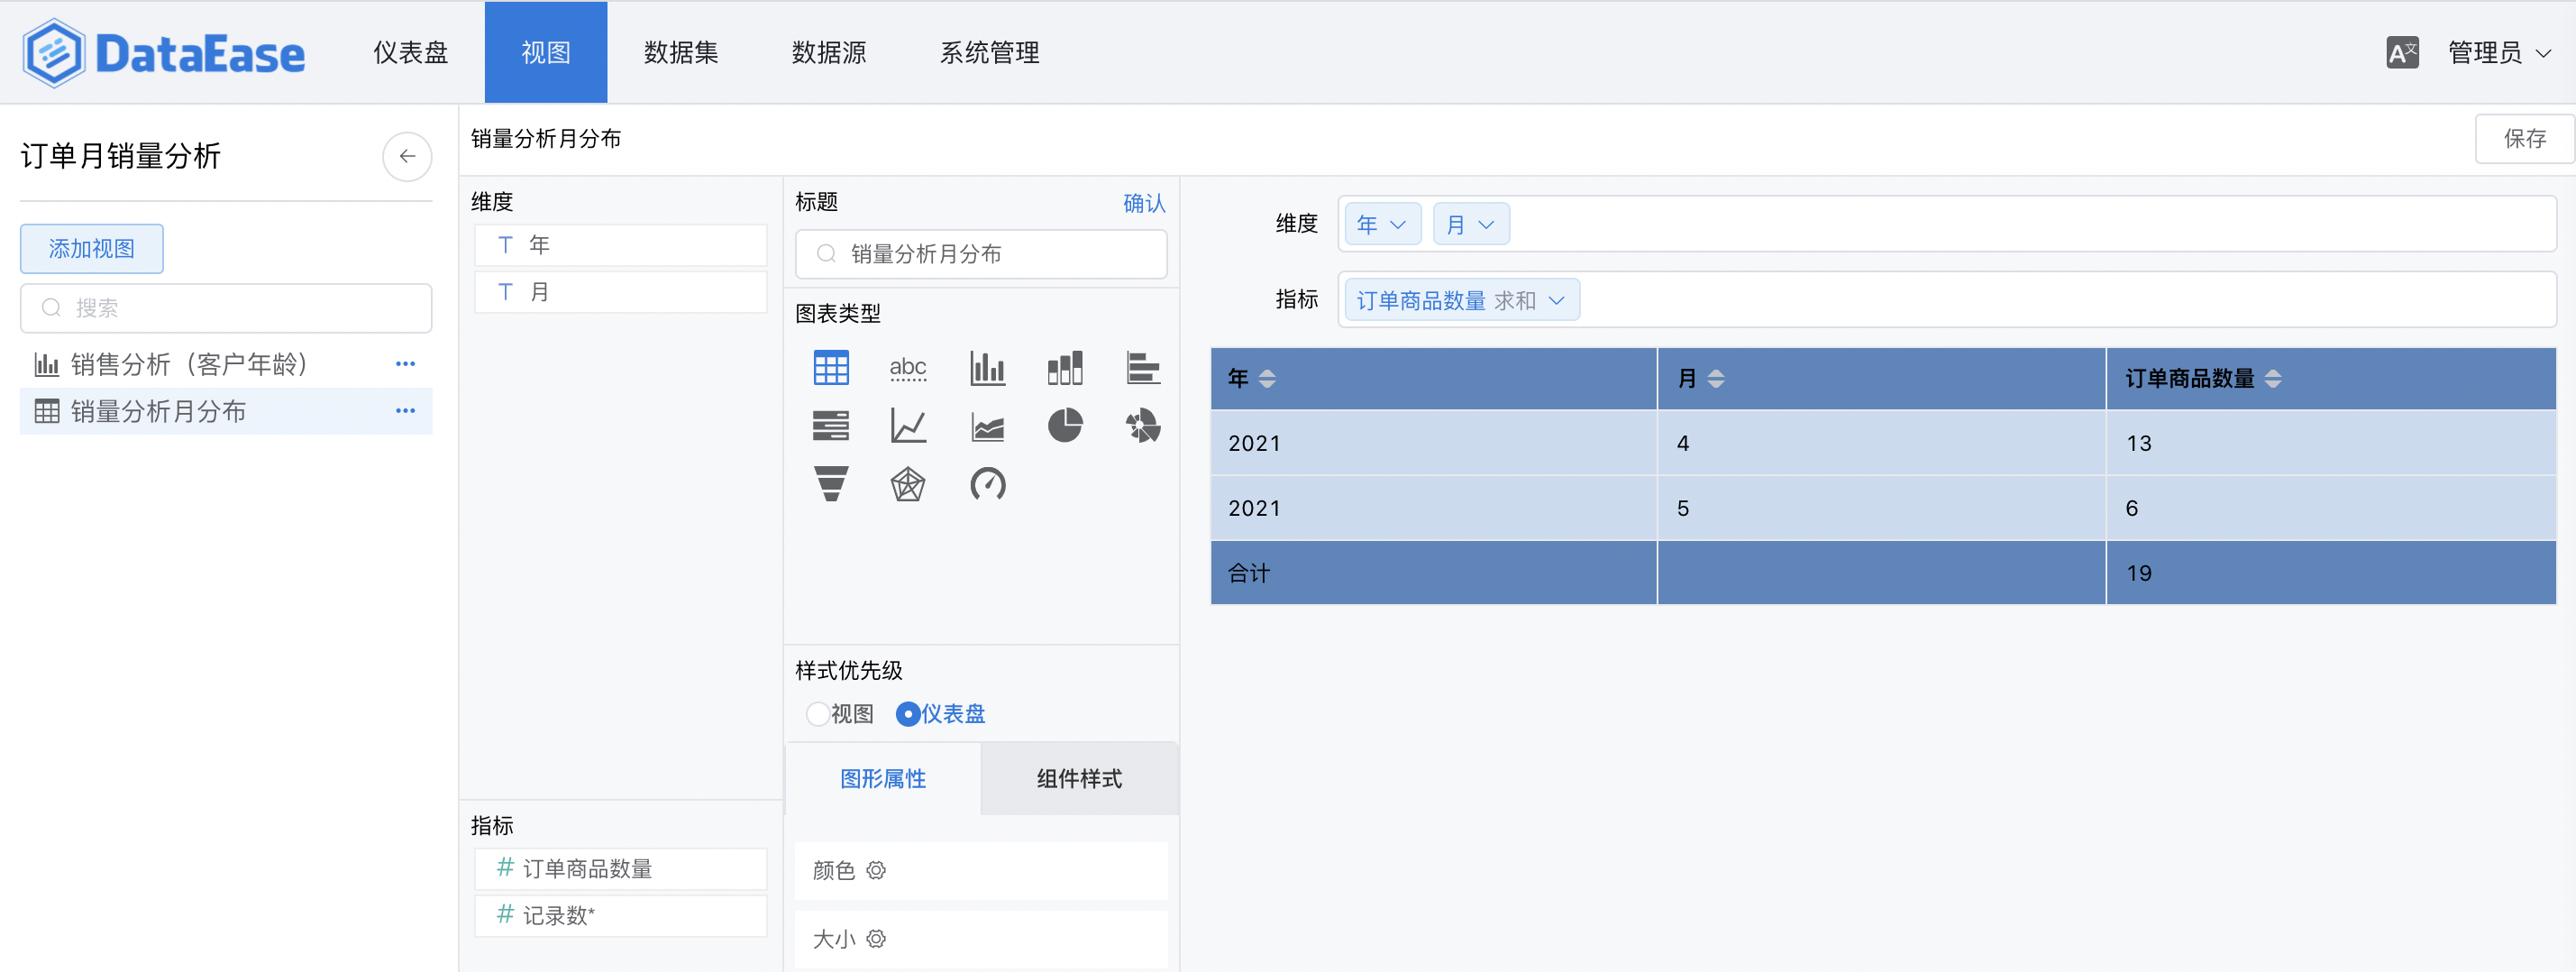 DataEase 仪表盘 视图 数据集 数据源 系统管理 A文 管理员
订单月销量分析
添加视图
搜索
销售分析（客户年龄） ···
销量分析月分布 ···
销量分析月分布 保存
维度
T 年
T 月
指标
# 订单商品数量
# 记录数*
标题 确认
销量分析月分布
图表类型
abc
样式优先级
视图 仪表盘
图形属性 组件样式
颜色
大小
维度 年 月
指标 订单商品数量 求和
年 月 订单商品数量
2021 4 13
2021 5 6
合计 19